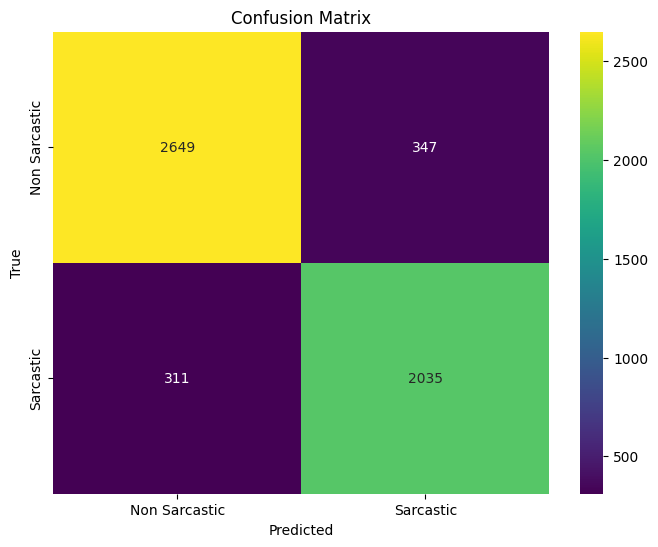 Confusion Matrix
True
Non Sarcastic
2649
347
Sarcastic
311
2035
Non Sarcastic
Sarcastic
Predicted
2500
2000
1500
1000
500